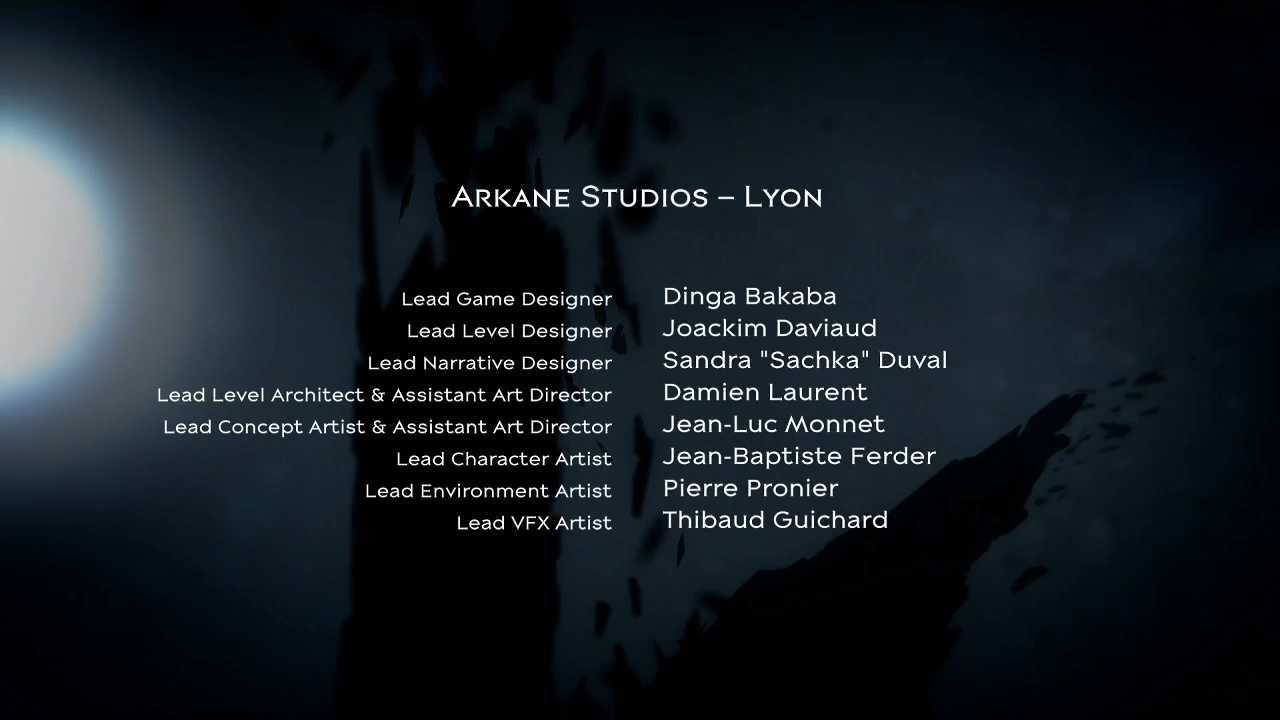 Arkane Studios – Lyon
Lead Game Designer Dinga Bakaba
Lead Level Designer Joackim Daviaud
Lead Narrative Designer Sandra "Sachka" Duval
Lead Level Architect & Assistant Art Director Damien Laurent
Lead Concept Artist & Assistant Art Director Jean-Luc Monnet
Lead Character Artist Jean-Baptiste Ferder
Lead Environment Artist Pierre Pronier
Lead VFX Artist Thibaud Guichard